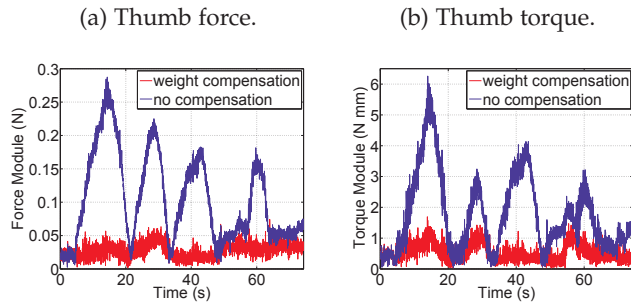 (a) Thumb force.
(b) Thumb torque.
Force Module (N)
0.3
0.25
0.2
0.15
0.1
0.05
0
weight compensation
no compensation
0
20
40
60
Time (s)
Torque Module (N mm)
6
5
4
3
2
1
0
weight compensation
no compensation
0
20
40
60
Time (s)